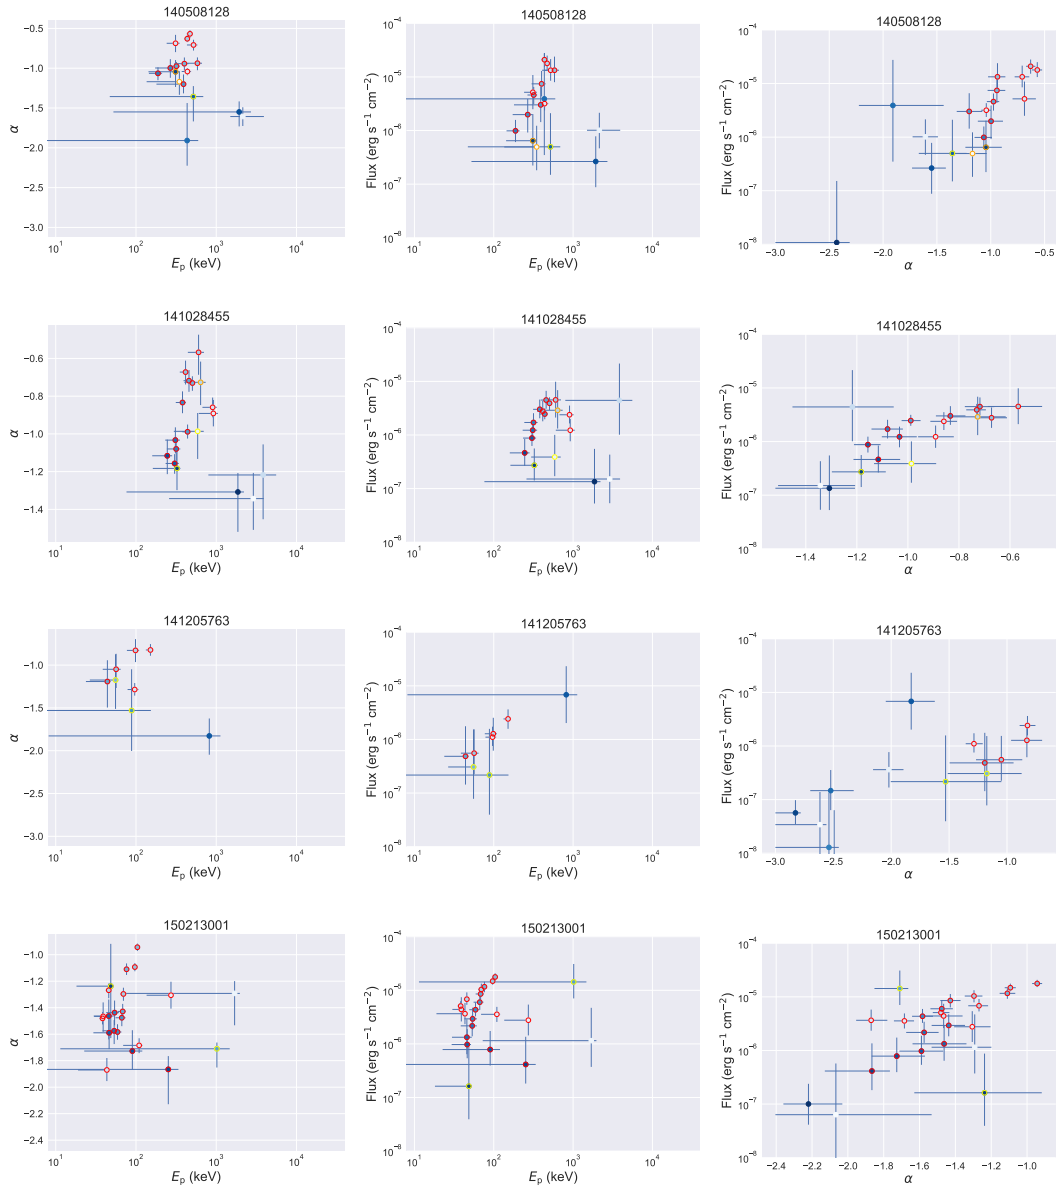 140508128
−0.5
−1.0
−1.5
−2.0
−2.5
−3.0
α
10¹ 10² 10³ 10⁴
Eₚ (keV)
140508128
10⁻⁴
10⁻⁵
10⁻⁶
10⁻⁷
10⁻⁸
Flux (erg s⁻¹ cm⁻²)
10¹ 10² 10³ 10⁴
Eₚ (keV)
140508128
10⁻⁴
10⁻⁵
10⁻⁶
10⁻⁷
10⁻⁸
Flux (erg s⁻¹ cm⁻²)
−3.0 −2.5 −2.0 −1.5 −1.0 −0.5
α
141028455
−0.6
−0.8
−1.0
−1.2
−1.4
α
10¹ 10² 10³ 10⁴
Eₚ (keV)
141028455
10⁻⁴
10⁻⁵
10⁻⁶
10⁻⁷
10⁻⁸
Flux (erg s⁻¹ cm⁻²)
10¹ 10² 10³ 10⁴
Eₚ (keV)
141028455
10⁻⁴
10⁻⁵
10⁻⁶
10⁻⁷
10⁻⁸
Flux (erg s⁻¹ cm⁻²)
−1.4 −1.2 −1.0 −0.8 −0.6
α
141205763
−1.0
−1.5
−2.0
−2.5
−3.0
α
10¹ 10² 10³ 10⁴
Eₚ (keV)
141205763
10⁻⁴
10⁻⁵
10⁻⁶
10⁻⁷
10⁻⁸
Flux (erg s⁻¹ cm⁻²)
10¹ 10² 10³ 10⁴
Eₚ (keV)
141205763
10⁻⁴
10⁻⁵
10⁻⁶
10⁻⁷
10⁻⁸
Flux (erg s⁻¹ cm⁻²)
−3.0 −2.5 −2.0 −1.5 −1.0
α
150213001
−1.0
−1.2
−1.4
−1.6
−1.8
−2.0
−2.2
−2.4
α
10¹ 10² 10³ 10⁴
Eₚ (keV)
150213001
10⁻⁴
10⁻⁵
10⁻⁶
10⁻⁷
10⁻⁸
Flux (erg s⁻¹ cm⁻²)
10¹ 10² 10³ 10⁴
Eₚ (keV)
150213001
10⁻⁴
10⁻⁵
10⁻⁶
10⁻⁷
10⁻⁸
Flux (erg s⁻¹ cm⁻²)
−2.4 −2.2 −2.0 −1.8 −1.6 −1.4 −1.2 −1.0
α